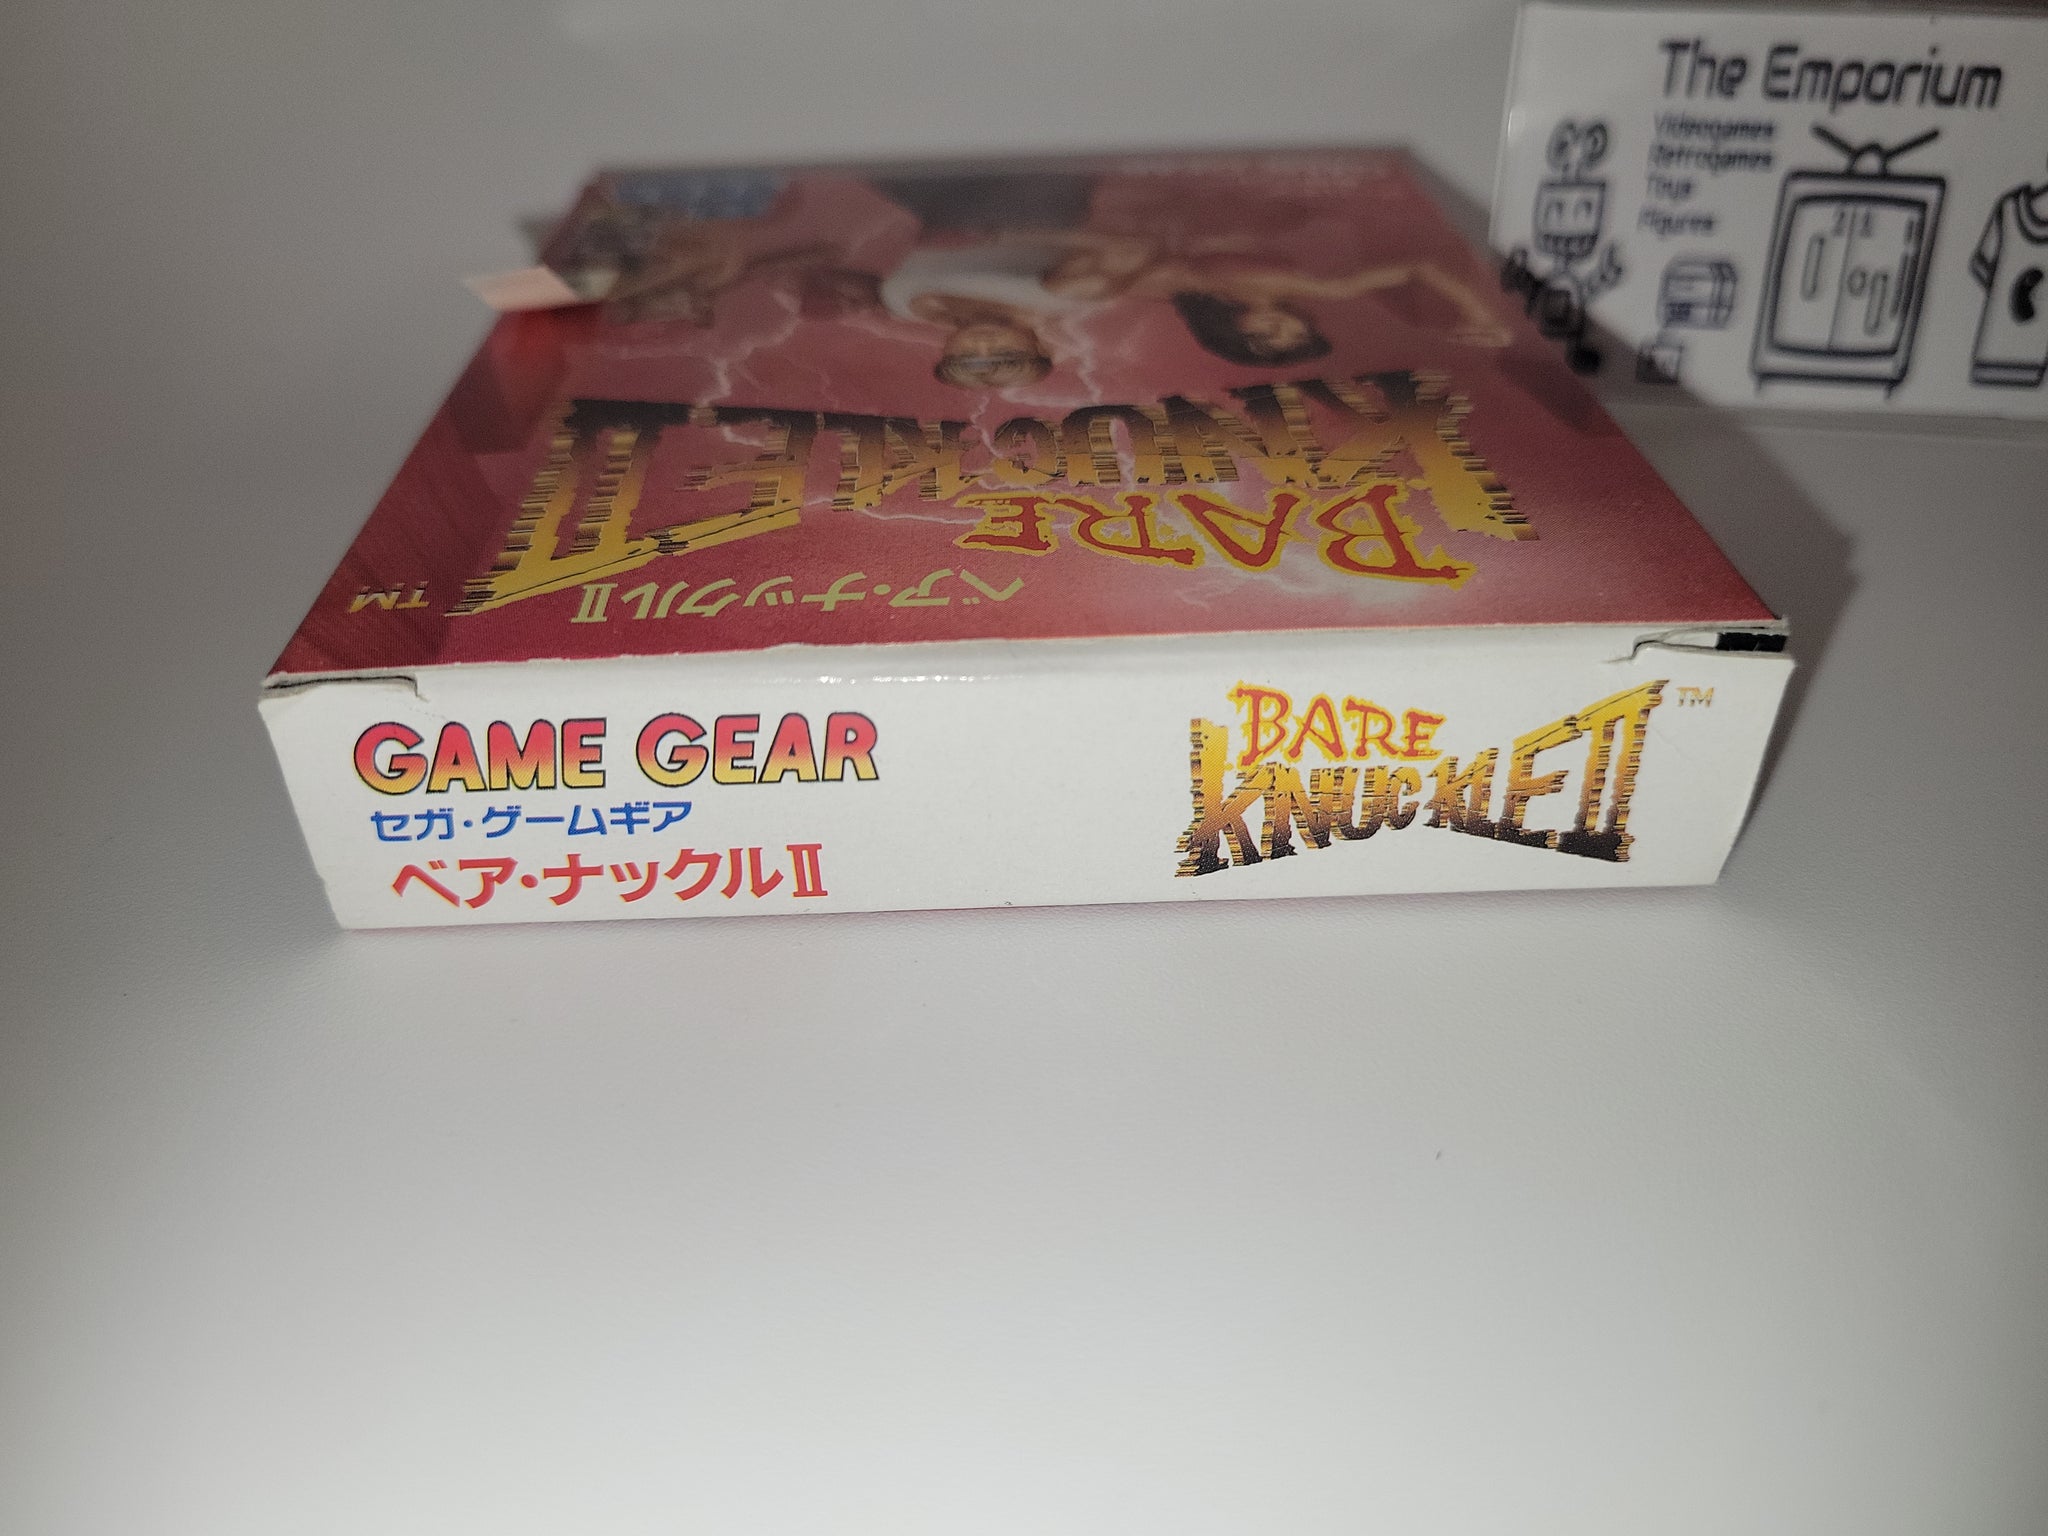 The Emporium
Videogames
Retrogames
Toys
Figures
BARE
KNUCKLE II
ベア・ナックルII
TM
GAME GEAR
セガ・ゲームギア
ベア・ナックルII
BARE
KNUCKLE II
TM